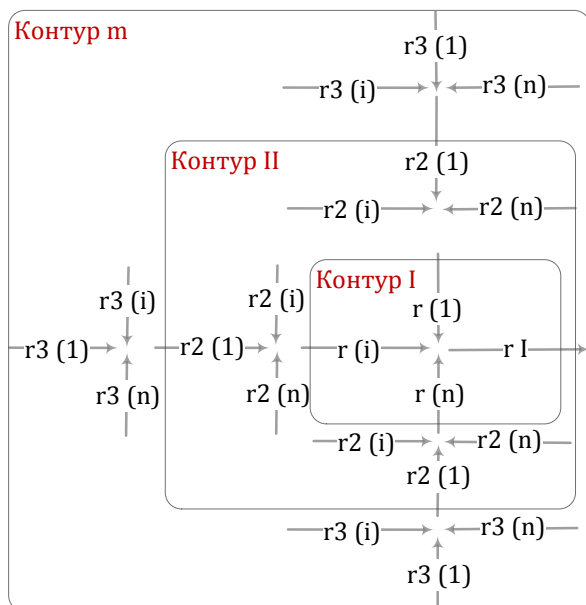 Контур m
r3 (1)
r3 (i)
r3 (n)
Контур II
r2 (1)
r2 (i)
r2 (n)
Контур I
r3 (i)
r2 (i)
r (1)
r3 (1)
r2 (1)
r (i)
r I
r3 (n)
r2 (n)
r (n)
r2 (i)
r2 (n)
r2 (1)
r3 (i)
r3 (n)
r3 (1)